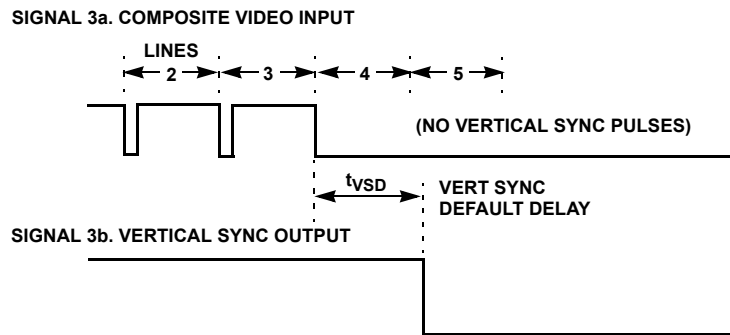 SIGNAL 3a. COMPOSITE VIDEO INPUT
LINES
2 3 4 5
(NO VERTICAL SYNC PULSES)
tVSD
VERT SYNC
DEFAULT DELAY
SIGNAL 3b. VERTICAL SYNC OUTPUT